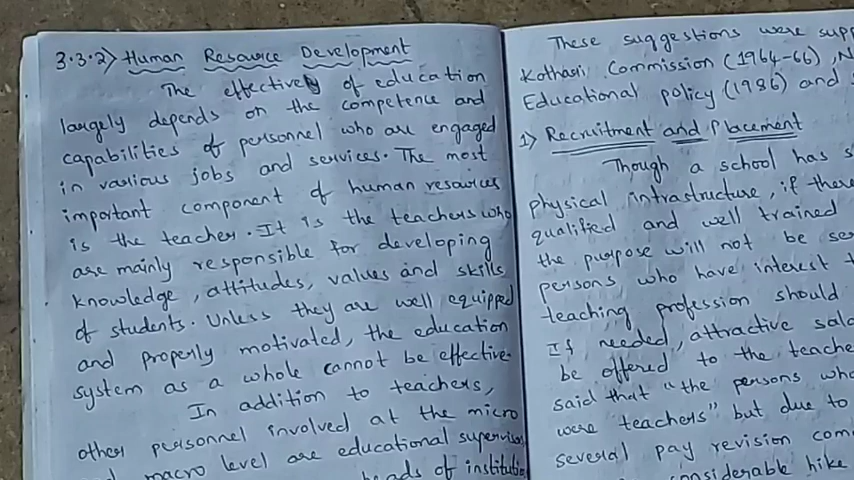 3.3.2) Human Resource Development
The effectively of education
largely depends on the competence and
capabilities of personnel who are engaged
in various jobs and services. The most
important component of human resources
is the teacher. It is the teachers who
are mainly responsible for developing
knowledge, attitudes, values and skills
of students. Unless they are well equipped
and properly motivated, the education
system as a whole cannot be effective.
In addition to teachers,
other personnel involved at the micro
macro level are educational supervisors
heads of institution
These suggestions were supp
Kothari Commission (1964-66), N
Educational policy (1986) and
1) Recruitment and Placement
Though a school has s
physical intrastructure, if there
qualified and well trained
the purpose will not be ser
persons who have interest t
teaching profession should
If needed, attractive sala
be offered to the teache
said that "the persons who
were teachers" but due to
several pay revision com
considerable hike